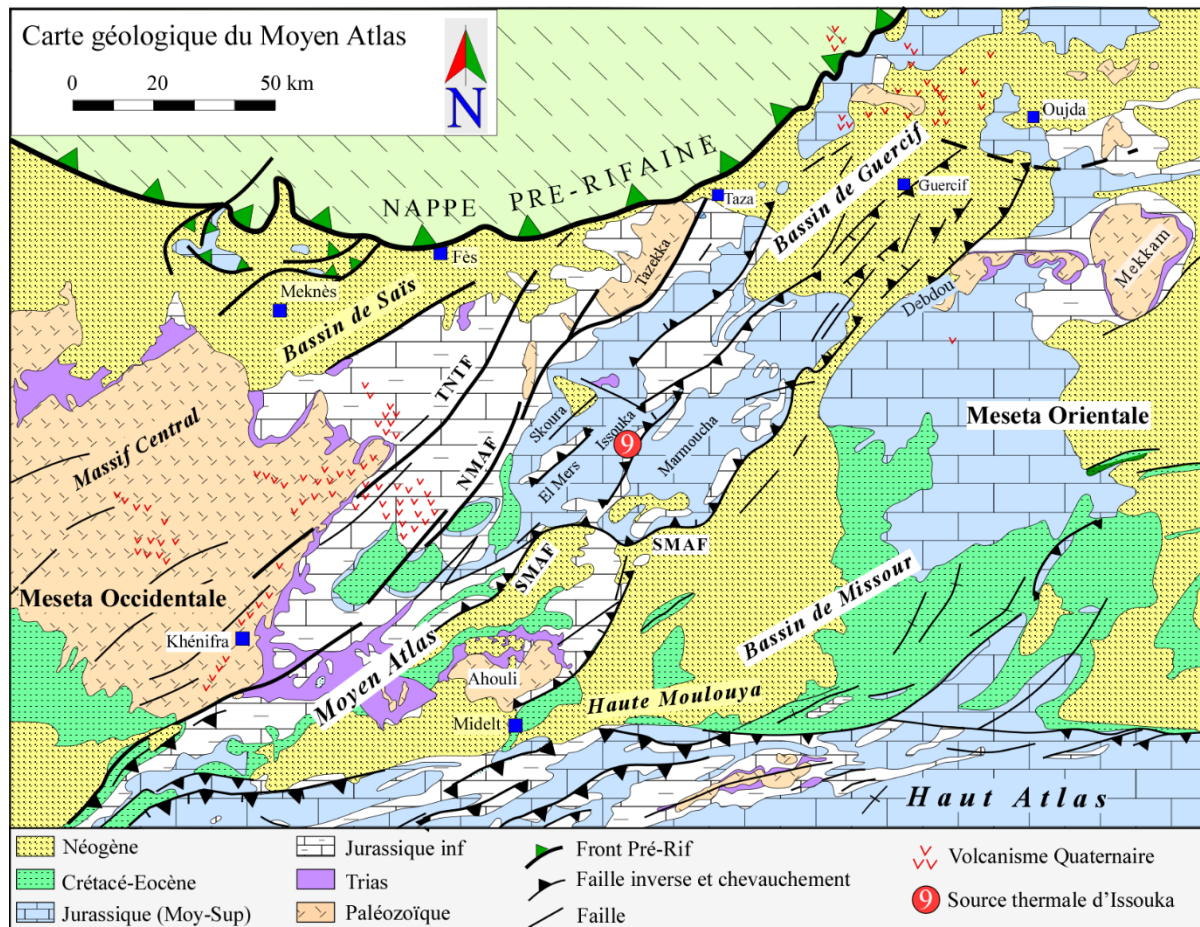 Carte géologique du Moyen Atlas
0 20 50 km
N
NAPPE PRE-RIFAINE
Oujda
Bassin de Guercif
Guercif
Taza
Fès
Tazekka
Mekkam
Debdou
Meknès
Bassin de Saïs
TNTF
Massif Central
Skoura
Issouka
9
Marmoucha
El Mers
NMAF
Meseta Orientale
SMAF
SMAF
Meseta Occidentale
Bassin de Missour
Khénifra
Moyen Atlas
Ahouli
Haute Moulouya
Midelt
Haut Atlas
Néogène
Crétacé-Eocène
Jurassique (Moy-Sup)
Jurassique inf
Trias
Paléozoïque
Front Pré-Rif
Faille inverse et chevauchement
Faille
Volcanisme Quaternaire
9 Source thermale d'Issouka